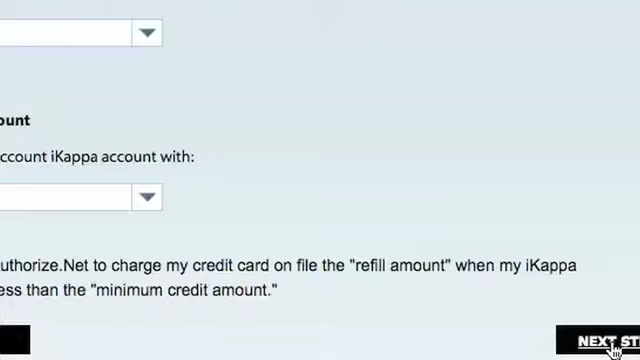 ount
ccount iKappa account with:
uthorize.Net to charge my credit card on file the "refill amount" when my iKappa
ess than the "minimum credit amount."
NEXT ST